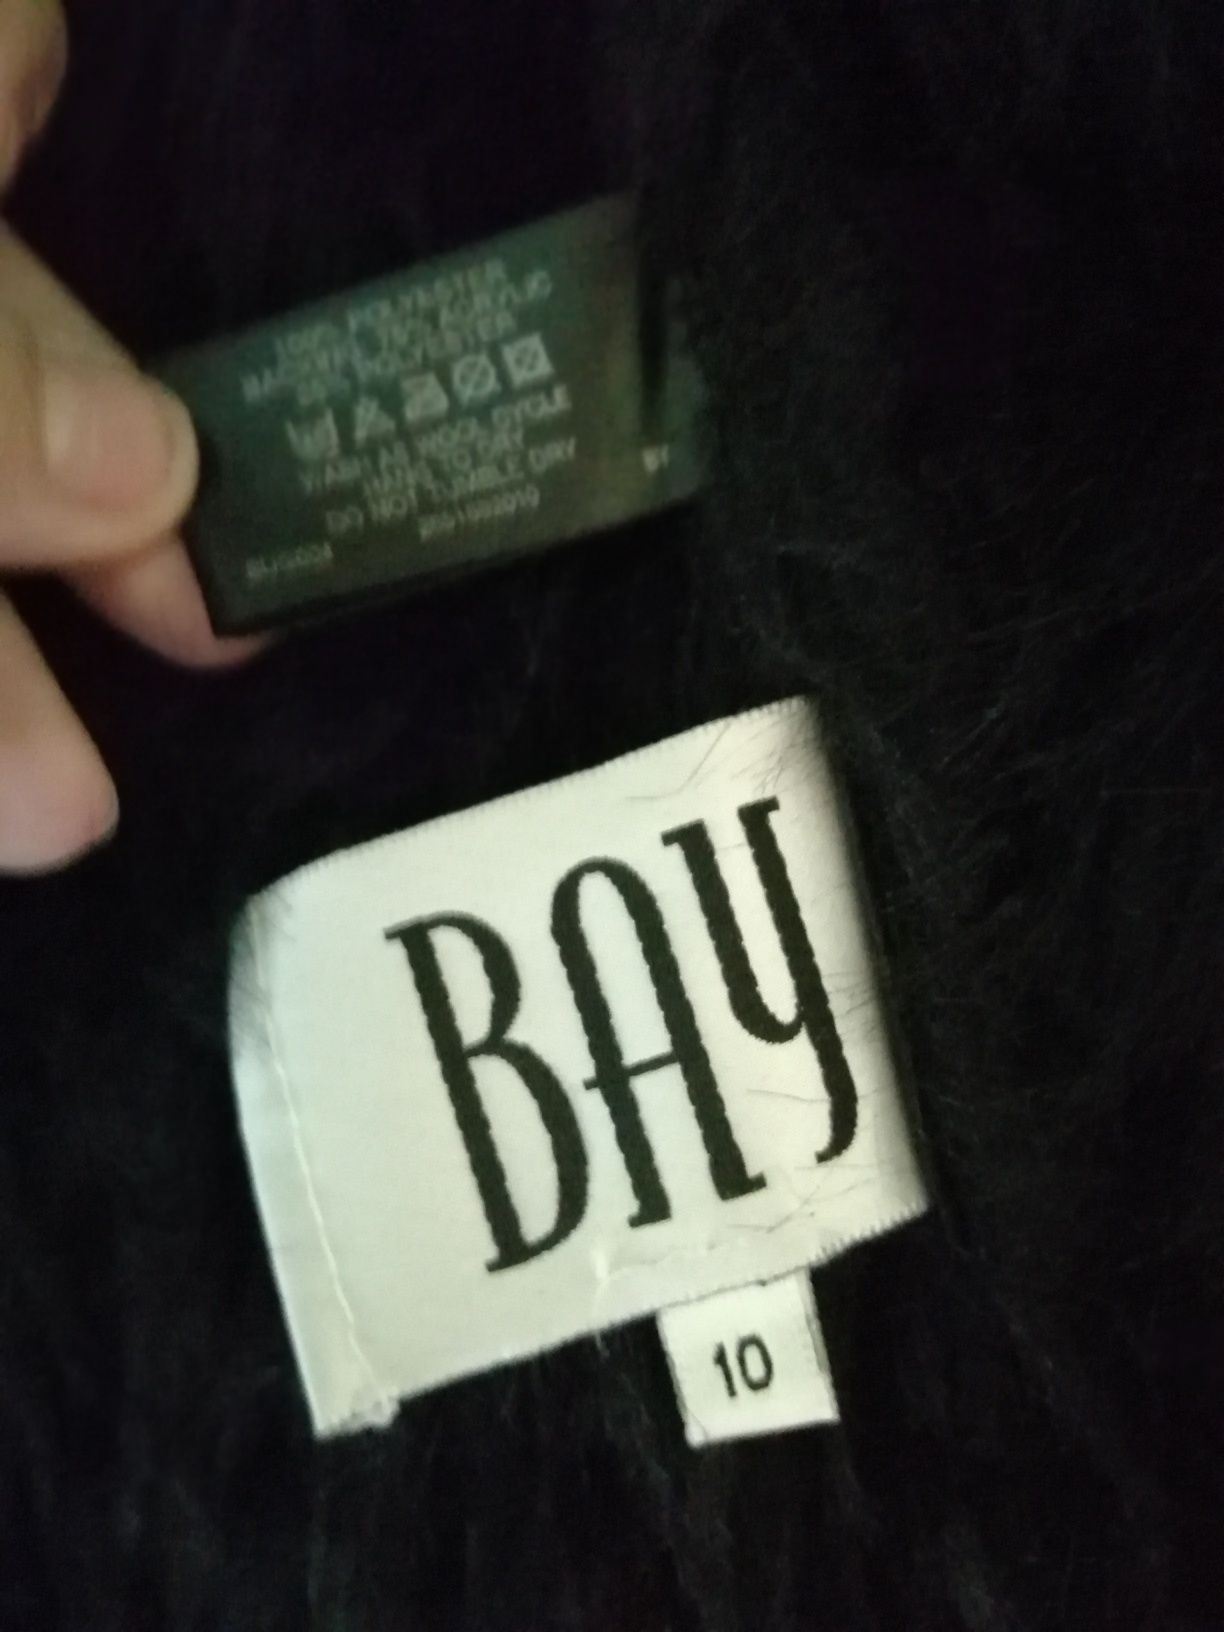 100% POLYESTER
75% ACRYLIC
25% POLYESTER
WASH AS WOOL CYCLE
HANG TO DRY
DO NOT TUMBLE DRY
BAY
10